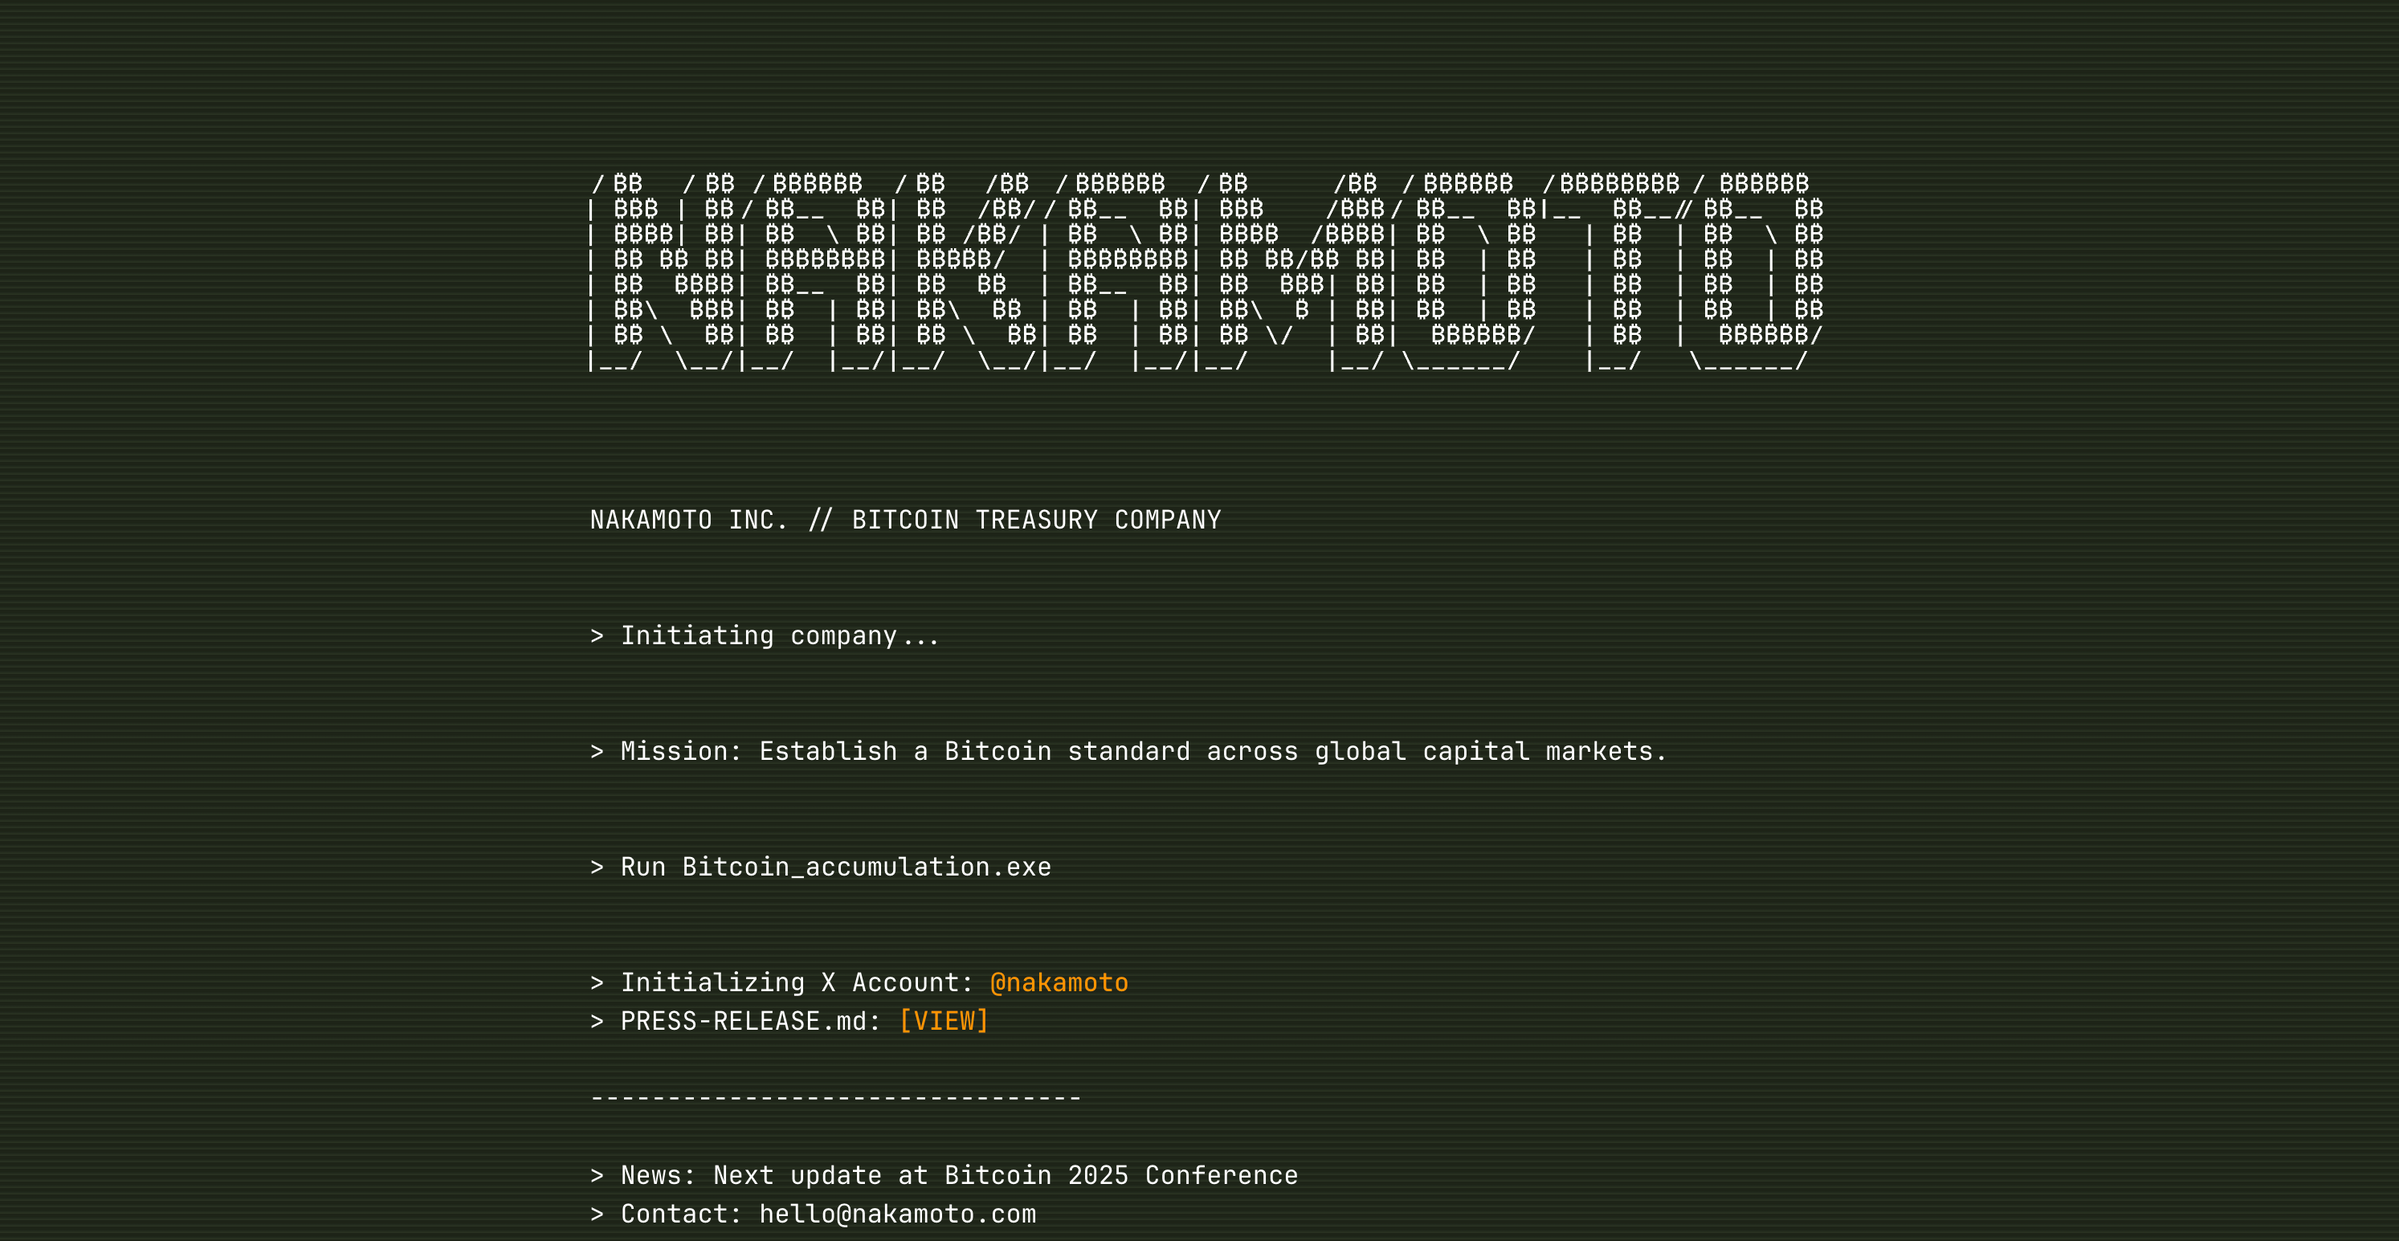 /₿₿   /₿₿ /₿₿₿₿₿₿  /₿₿   /₿₿  /₿₿₿₿₿₿  /₿₿      /₿₿  /₿₿₿₿₿₿  /₿₿₿₿₿₿₿₿ / ₿₿₿₿₿₿
| ₿₿₿ | ₿₿/ ₿₿__  ₿₿| ₿₿  /₿₿// ₿₿__  ₿₿| ₿₿₿    /₿₿₿/ ₿₿__  ₿₿|__  ₿₿__// ₿₿__  ₿₿
| ₿₿₿₿| ₿₿| ₿₿  \ ₿₿| ₿₿ /₿₿/ | ₿₿  \ ₿₿| ₿₿₿₿  /₿₿₿₿| ₿₿  \ ₿₿   | ₿₿  | ₿₿  \ ₿₿
| ₿₿ ₿₿ ₿₿| ₿₿₿₿₿₿₿₿| ₿₿₿₿₿/  | ₿₿₿₿₿₿₿₿| ₿₿ ₿₿/₿₿ ₿₿| ₿₿  | ₿₿   | ₿₿  | ₿₿  | ₿₿
| ₿₿  ₿₿₿₿| ₿₿__  ₿₿| ₿₿  ₿₿  | ₿₿__  ₿₿| ₿₿  ₿₿₿| ₿₿| ₿₿  | ₿₿   | ₿₿  | ₿₿  | ₿₿
| ₿₿\  ₿₿₿| ₿₿  | ₿₿| ₿₿\  ₿₿ | ₿₿  | ₿₿| ₿₿\  ₿ | ₿₿| ₿₿  | ₿₿   | ₿₿  | ₿₿  | ₿₿
| ₿₿ \  ₿₿| ₿₿  | ₿₿| ₿₿ \  ₿₿| ₿₿  | ₿₿| ₿₿ \/  | ₿₿|  ₿₿₿₿₿₿/   | ₿₿  |  ₿₿₿₿₿₿/
|__/  \__/|__/  |__/|__/  \__/|__/  |__/|__/     |__/ \______/    |__/   \______/
NAKAMOTO INC. // BITCOIN TREASURY COMPANY
> Initiating company...
> Mission: Establish a Bitcoin standard across global capital markets.
> Run Bitcoin_accumulation.exe
> Initializing X Account: @nakamoto
> PRESS-RELEASE.md: [VIEW]
--------------------------------
> News: Next update at Bitcoin 2025 Conference
> Contact: hello@nakamoto.com